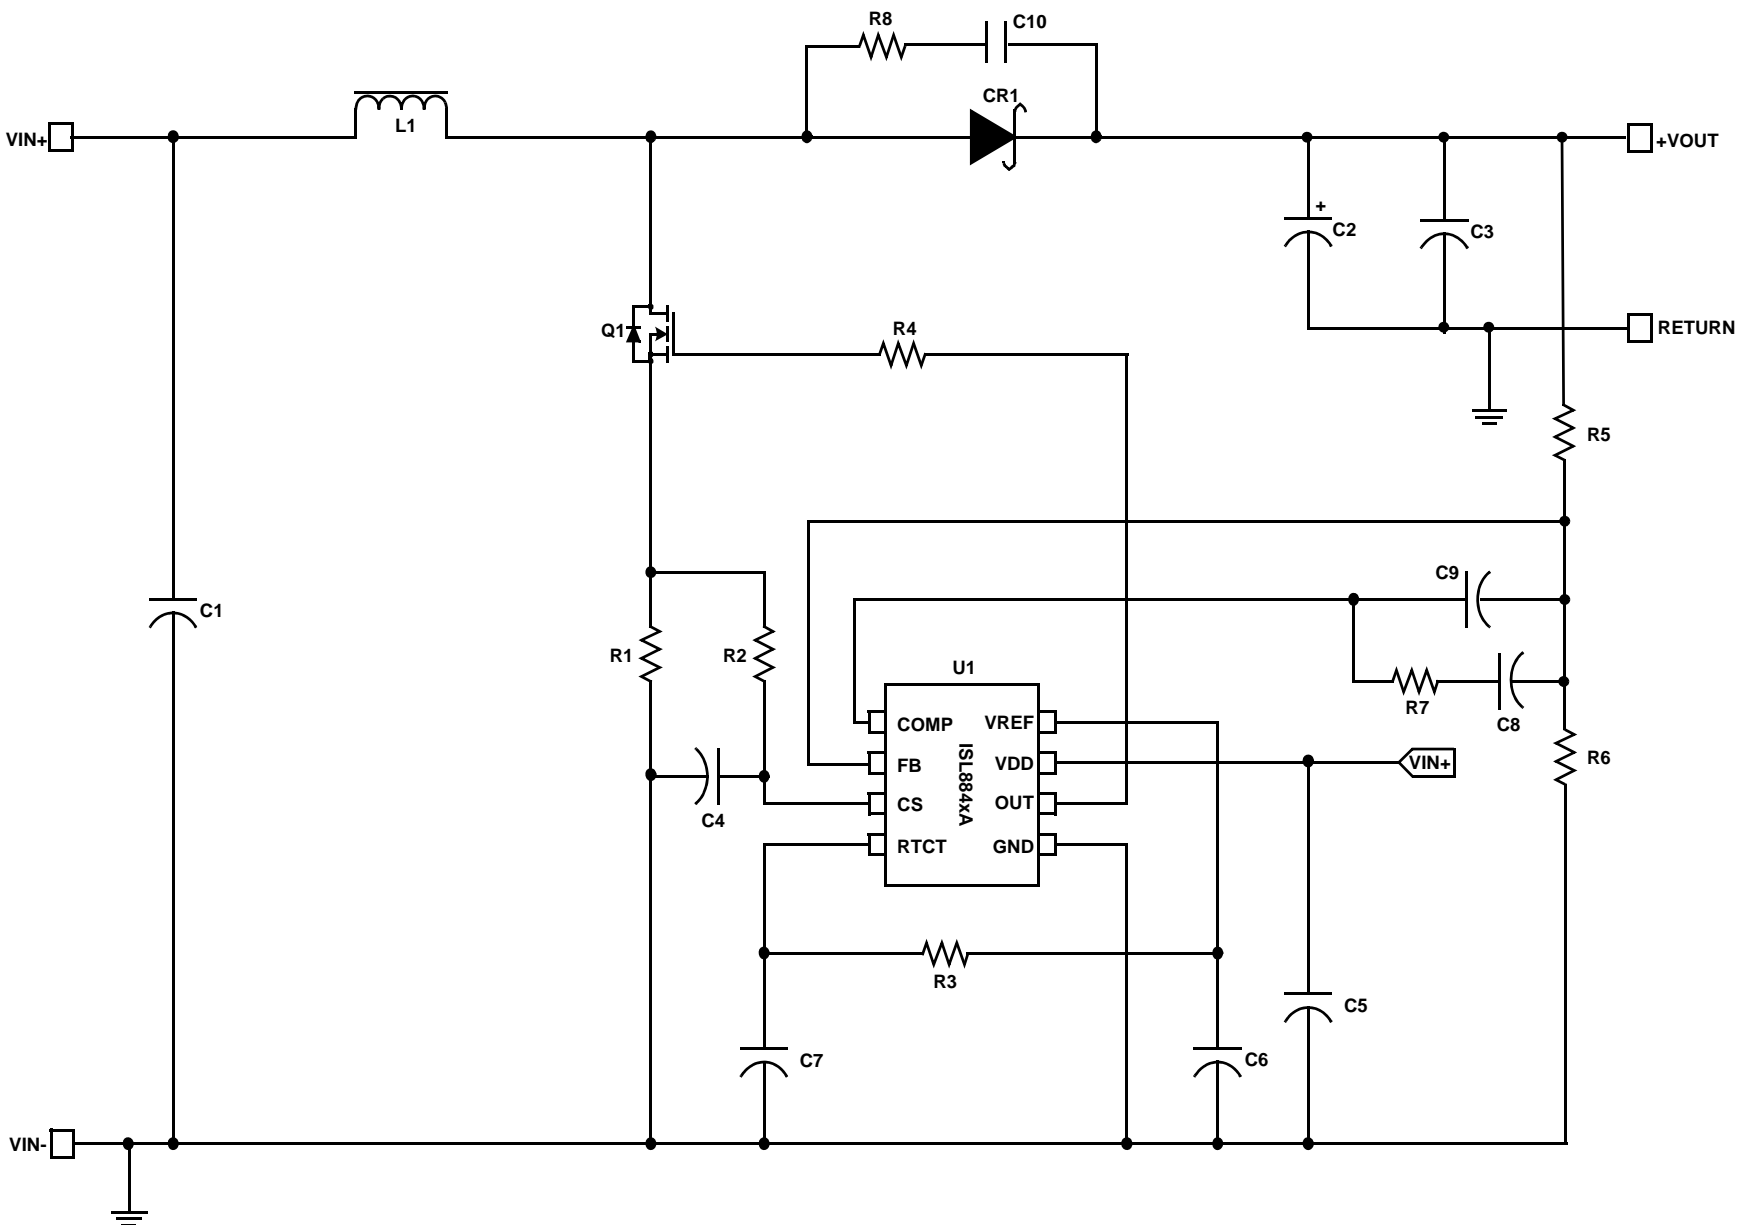 R8
C10
CR1
L1
VIN+
+VOUT
+
C2
C3
Q1
R4
RETURN
R5
C9
C1
R1
R2
U1
R7
C8
COMP
VREF
FB
VDD
VIN+
R6
CS
OUT
C4
RTCT
GND
ISL884xA
R3
C5
C7
C6
VIN-